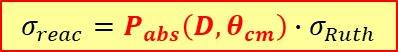 σ_reac = P_abs(D, θ_cm) · σ_Ruth